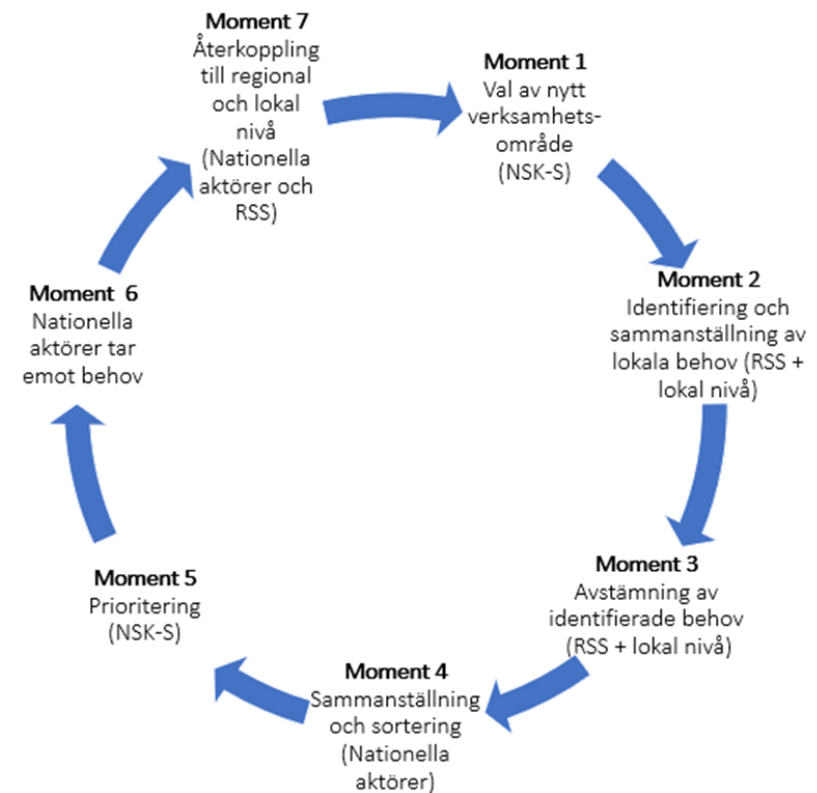 Moment 7
Återkoppling
till regional
och lokal
nivå
(Nationella
aktörer och
RSS)
Moment 1
Val av nytt
verksamhets-
område
(NSK-S)
Moment 2
Identifiering och
sammanställning av
lokala behov (RSS +
lokal nivå)
Moment 3
Avstämning av
identifierade behov
(RSS + lokal nivå)
Moment 4
Sammanställning
och sortering
(Nationella
aktörer)
Moment 5
Prioritering
(NSK-S)
Moment  6
Nationella
aktörer tar
emot behov